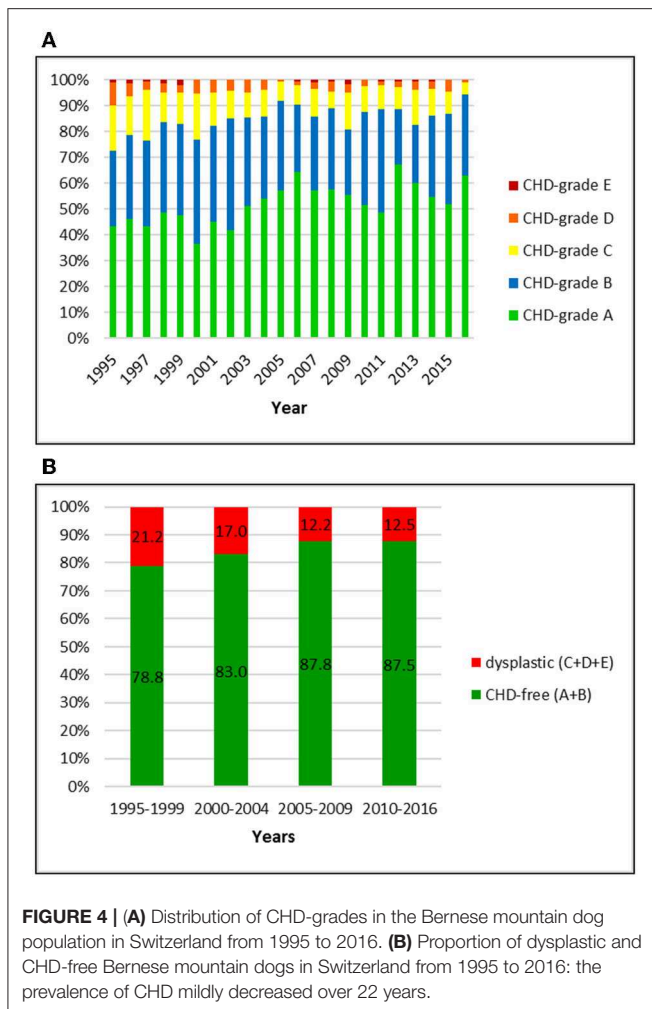 A
100%
90%
80%
70%
60%
50%
40%
30%
20%
10%
0%
1995
1997
1999
2001
2003
2005
2007
2009
2011
2013
2015
Year
CHD-grade E
CHD-grade D
CHD-grade C
CHD-grade B
CHD-grade A
B
100%
90%
80%
70%
60%
50%
40%
30%
20%
10%
0%
21.2 17.0 12.2 12.5
78.8 83.0 87.8 87.5
1995-1999 2000-2004 2005-2009 2010-2016
Years
dysplastic (C+D+E)
CHD-free (A+B)
FIGURE 4 | (A) Distribution of CHD-grades in the Bernese mountain dog
population in Switzerland from 1995 to 2016. (B) Proportion of dysplastic and
CHD-free Bernese mountain dogs in Switzerland from 1995 to 2016: the
prevalence of CHD mildly decreased over 22 years.